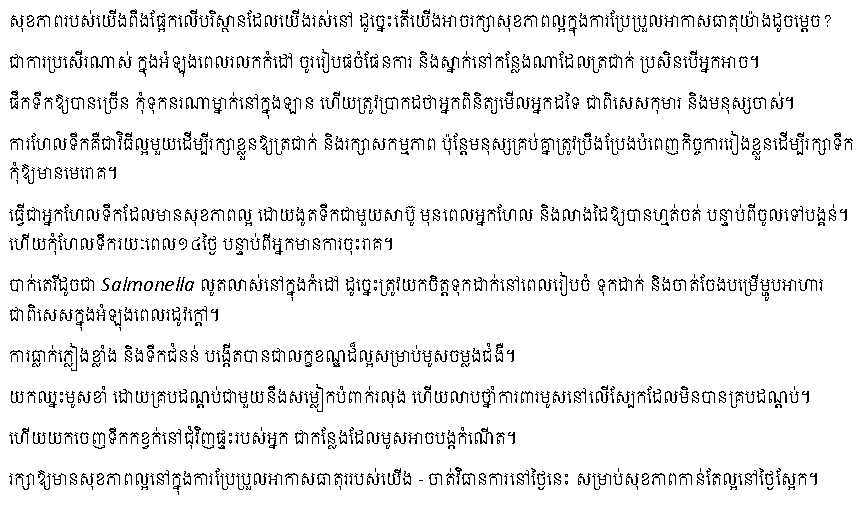 សុខភាពរបស់យើងពឹងផ្អែកលើបរិស្ថានដែលយើងរស់នៅ ដូច្នេះតើយើងអាចរក្សាសុខភាពល្អក្នុងការប្រែប្រួលអាកាសធាតុយ៉ាងដូចម្តេច?
ជាការប្រសើរណាស់ ក្នុងអំឡុងពេលរលកកំដៅ ចូររៀបផចំផែនការ និងស្នាក់នៅកន្លែងណាដែលត្រជាក់ ប្រសិនបើអ្នកអាច។
ផឹកទឹកឱ្យបានច្រើន កុំទុកនរណាម្នាក់នៅក្នុងឡាន ហើយត្រូវប្រាកដថាអ្នកពិនិត្យមើលអ្នកដទៃ ជាពិសេសកុមារ និងមនុស្សចាស់។
ការហែលទឹកគឺជាវិធីល្អមួយដើម្បីរក្សាខ្លួនឱ្យត្រជាក់ និងរក្សាសកម្មភាព ប៉ុន្តែមនុស្សគ្រប់គ្នាត្រូវប្រឹងប្រែងបំពេញកិច្ចការរៀងខ្លួនដើម្បីរក្សាទឹក
កុំឱ្យមានមេរោគ។
ធ្វើជាអ្នកហែលទឹកដែលមានសុខភាពល្អ ដោយងូតទឹកជាមួយសាប៊ូ មុនពេលអ្នកហែល និងលាងដៃឱ្យបានហ្មត់ចត់ បន្ទាប់ពីចូលទៅបង្គន់។
ហើយកុំហែលទឹករយៈពេល១៤ថ្ងៃ បន្ទាប់ពីអ្នកមានការចុះរាគ។
បាក់តេរីដូចជា Salmonella លូតលាស់នៅក្នុងកំដៅ ដូច្នេះត្រូវយកចិត្តទុកដាក់នៅពេលរៀបចំ ទុកដាក់ និងចាត់ចែងបម្រើម្ហូបអាហារ
ជាពិសេសក្នុងអំឡុងពេលរដូវក្តៅ។
ការធ្លាក់ភ្លៀងខ្លាំង និងទឹកជំនន់ បង្កើតបានជាលក្ខខណ្ឌដ៏ល្អសម្រាប់មូសចម្លងជំងឺ។
យកឈ្នះមូសខាំ ដោយគ្របដណ្តប់ជាមួយនឹងសម្លៀកបំពាក់រលុង ហើយលាបថ្នាំការពារមូសនៅលើស្បែកដែលមិនបានគ្របដណ្តប់។
ហើយយកចេញទឹកកខ្វក់នៅជុំវិញផ្ទះរបស់អ្នក ជាកន្លែងដែលមូសអាចបង្កកំណើត។
រក្សាឱ្យមានសុខភាពល្អនៅក្នុងការប្រែប្រួលអាកាសធាតុររបស់យើង - ចាត់វិធានការនៅថ្ងៃនេះ សម្រាប់សុខភាពកាន់តែល្អនៅថ្ងៃស្អែក។